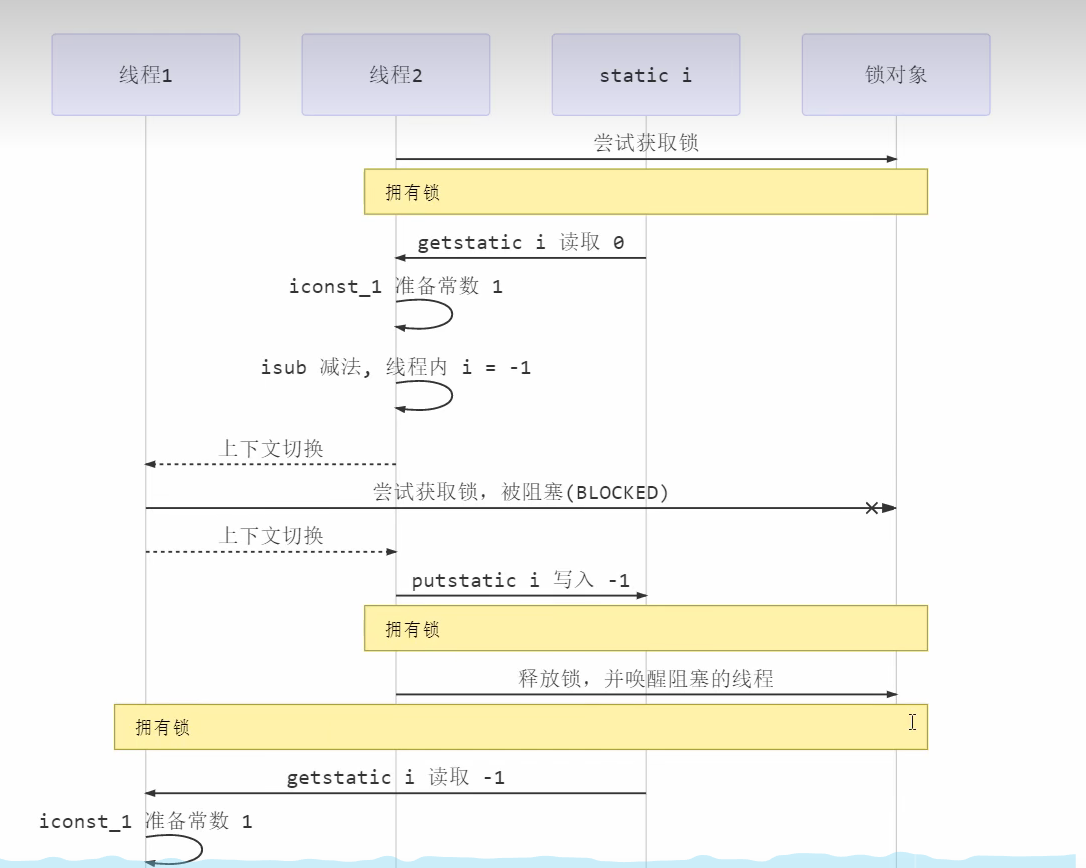 线程1
线程2
static i
锁对象
尝试获取锁
拥有锁
getstatic i 读取 0
iconst_1 准备常数 1
isub 减法, 线程内 i = -1
上下文切换
尝试获取锁，被阻塞(BLOCKED)
上下文切换
putstatic i 写入 -1
拥有锁
释放锁，并唤醒阻塞的线程
拥有锁
getstatic i 读取 -1
iconst_1 准备常数 1